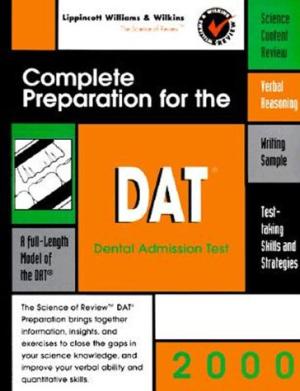 Lippincott Williams & Wilkins
The Science of Review™
Complete
Preparation for the
DAT®
Dental Admission Test
Science
Content
Review
Verbal
Reasoning
Writing
Sample
Test-
taking
Skills and
Strategies
A Full-Length
Model of
the DAT®
The Science of Review™ DAT®
Preparation brings together
information, insights, and
exercises to close the gaps in
your science knowledge, and
improve your verbal ability and
quantitative skills.
2000